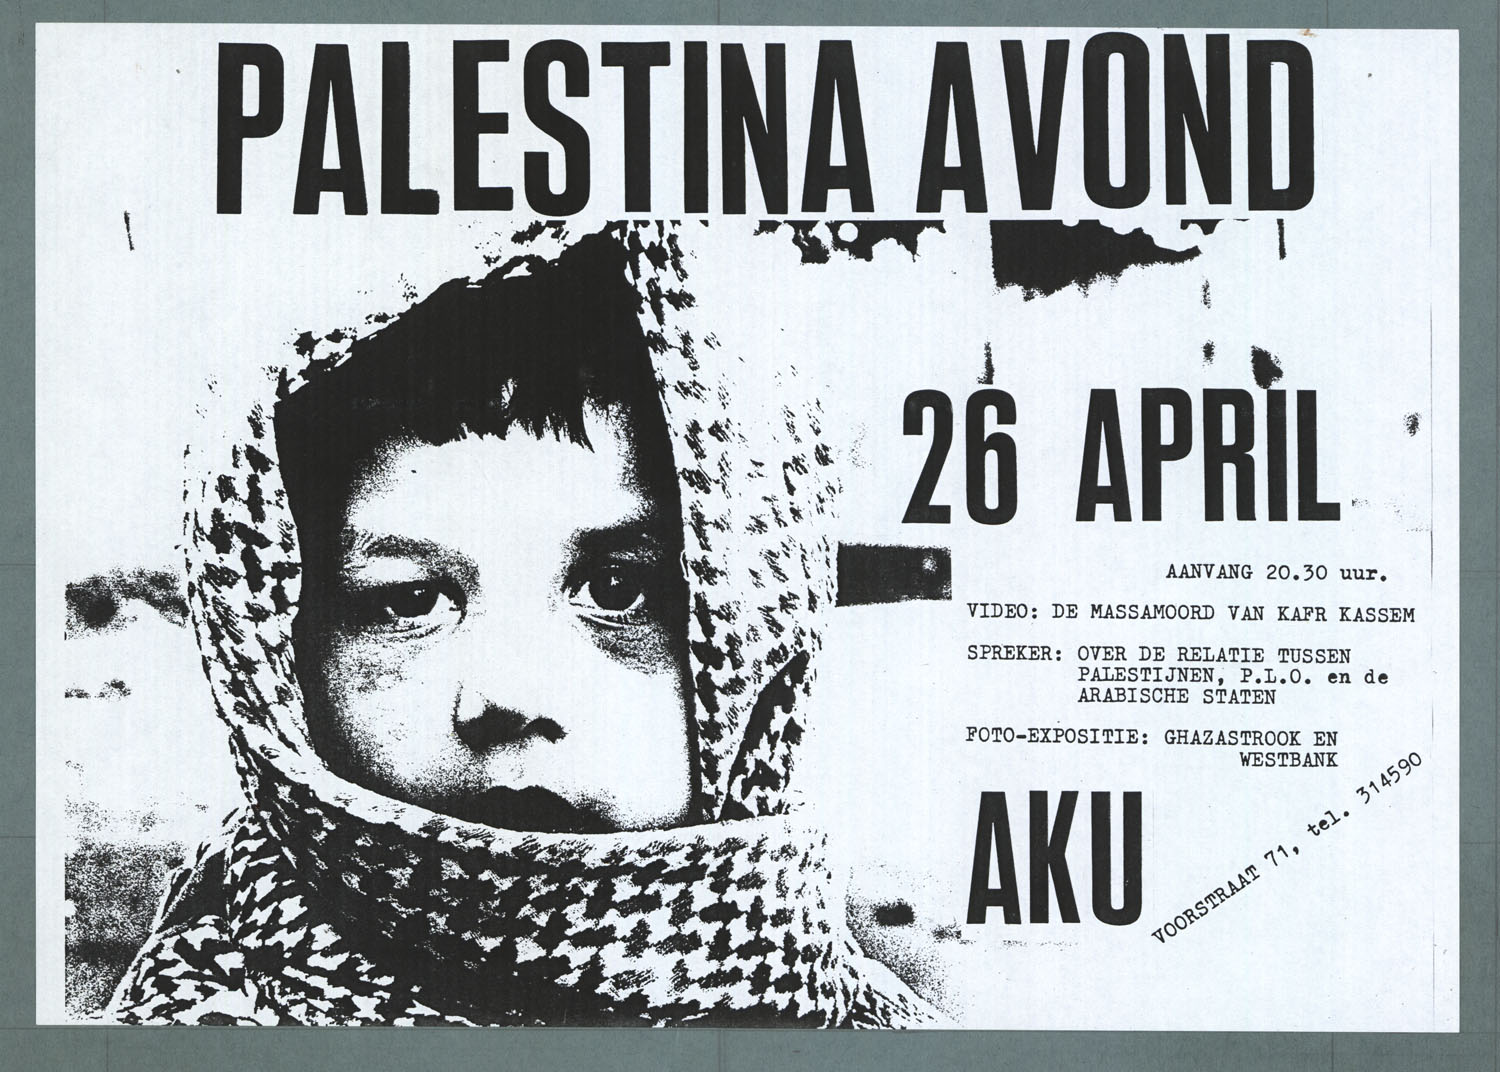 PALESTINA AVOND
26 APRIL
AANVANG 20.30 uur.
VIDEO: DE MASSAMOORD VAN KAFR KASSEM
SPREKER: OVER DE RELATIE TUSSEN
PALESTIJNEN, P.L.O. en de
ARABISCHE STATEN
FOTO-EXPOSITIE: GHAZASTROOK EN
WESTBANK
AKU
VOORSTRAAT 71, tel. 314590